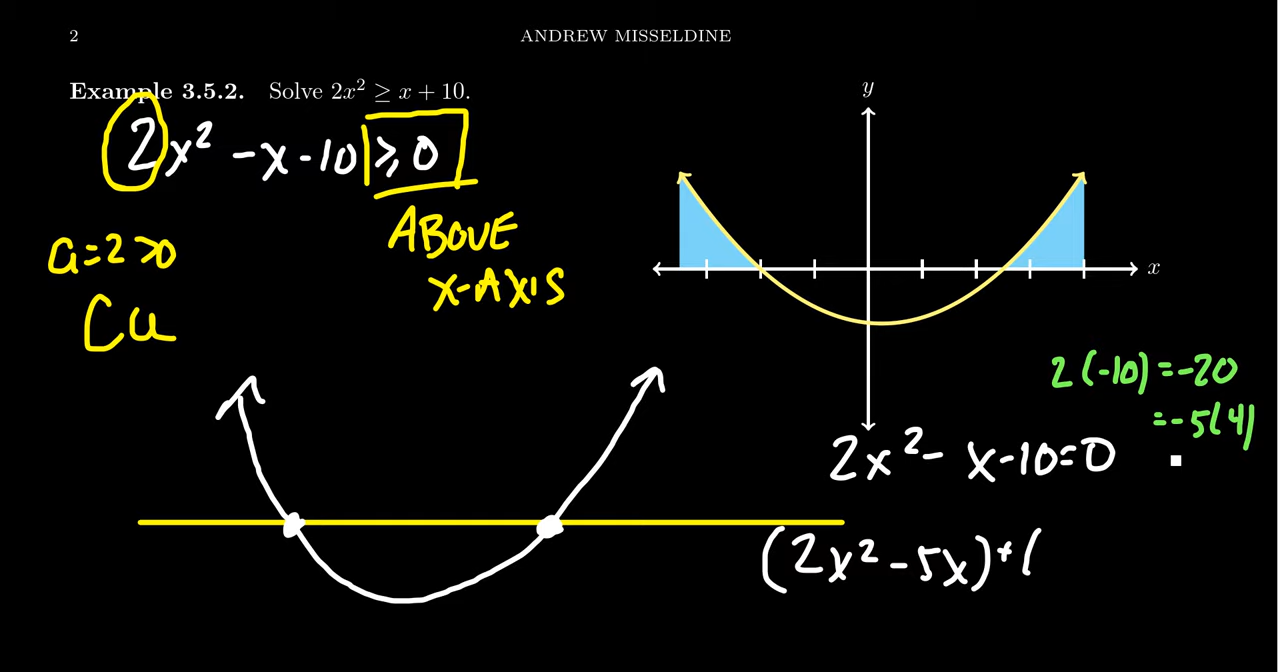 2
ANDREW MISSELDINE
Example 3.5.2. Solve 2x² ≥ x + 10.
2x² - x - 10 ≥ 0
ABOVE
X-AXIS
a = 2 > 0
CU
y
x
2(-10) = -20
= -5(4)
2x² - x - 10 = 0
(2x² - 5x) + (